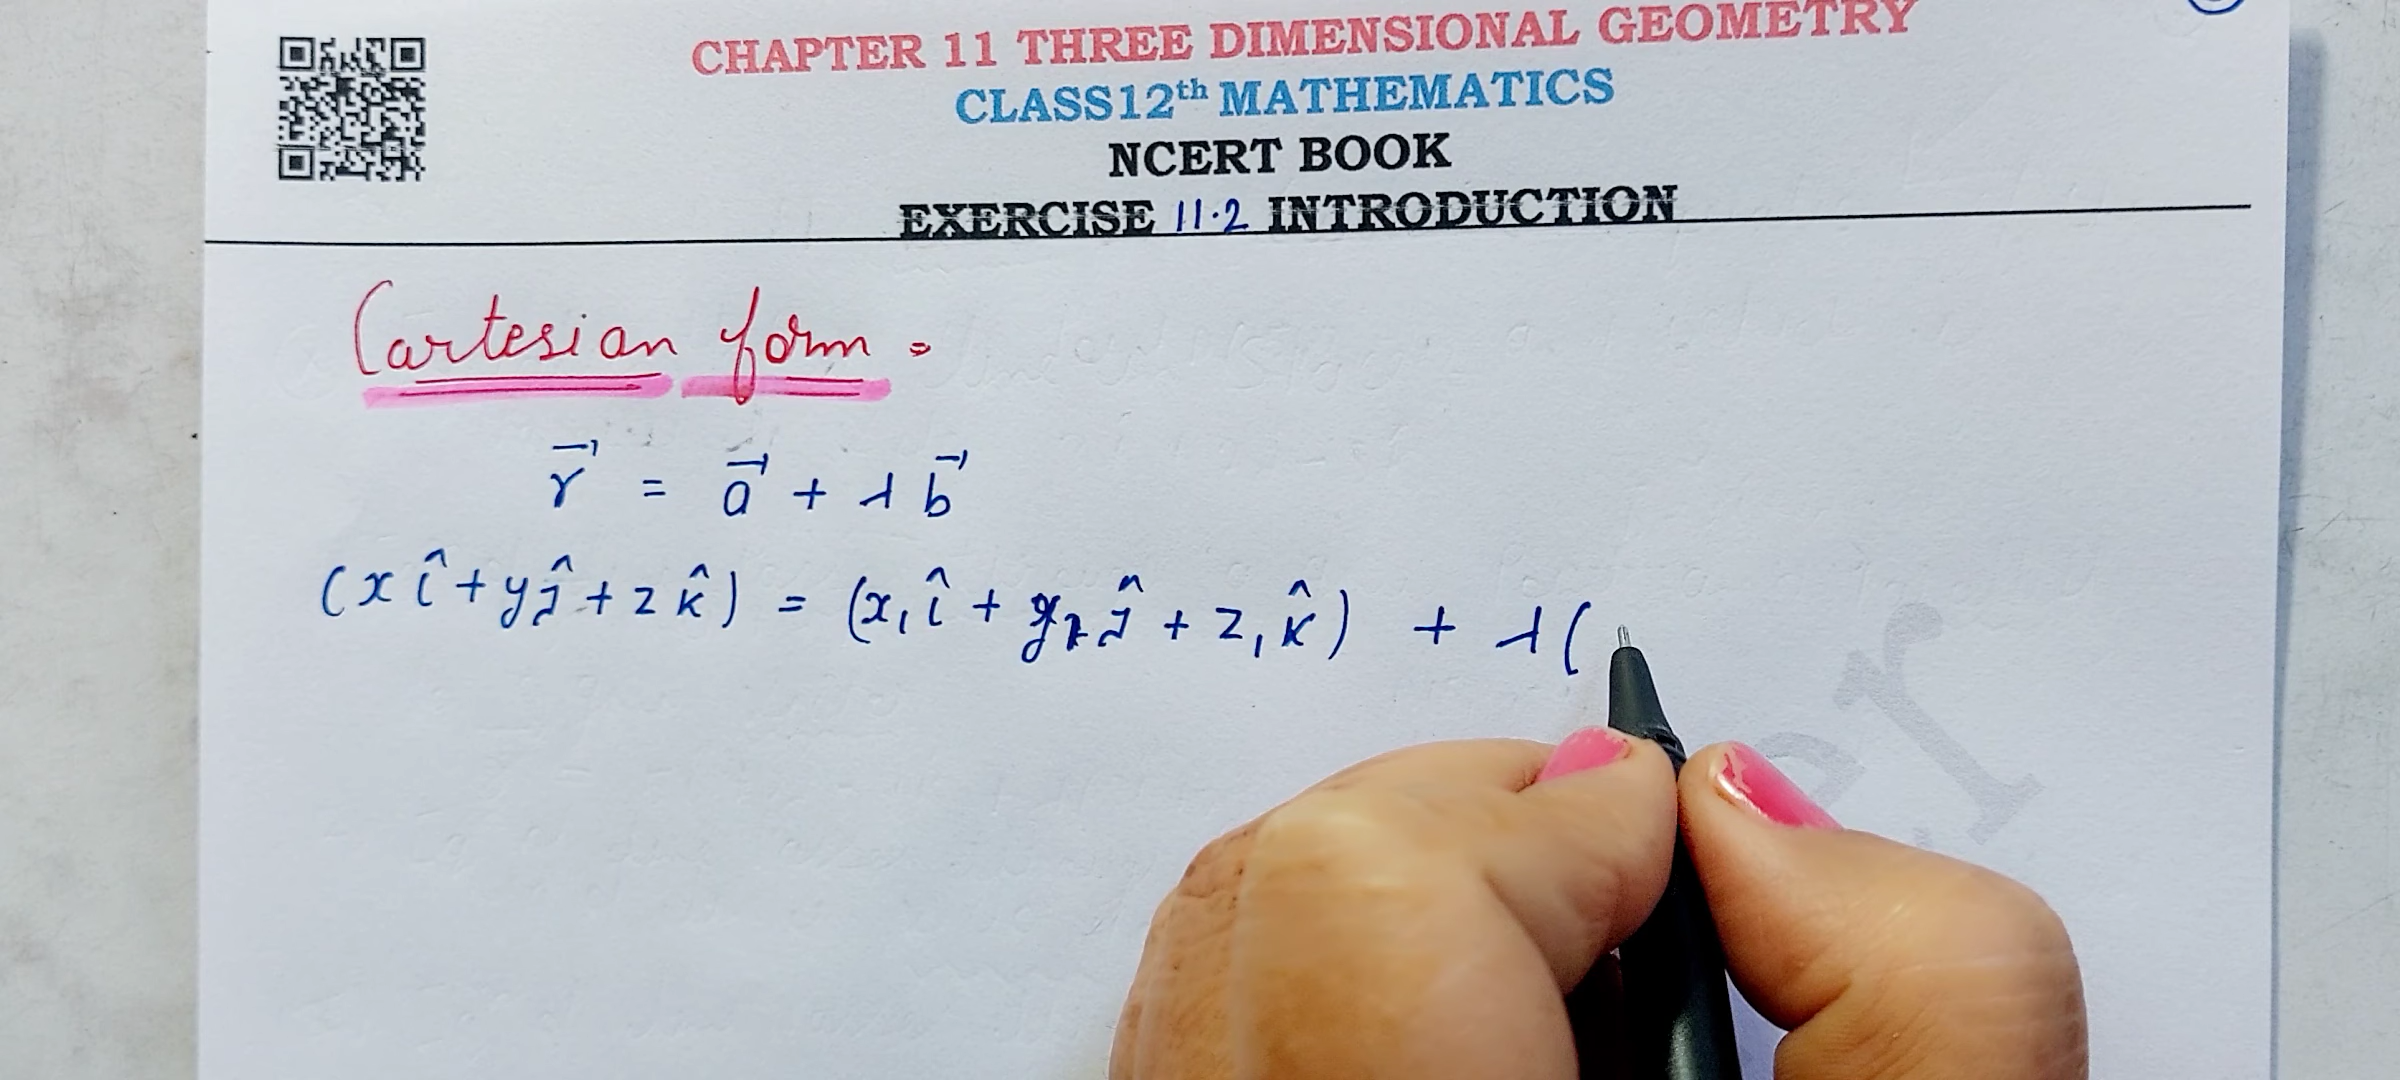 CHAPTER 11 THREE DIMENSIONAL GEOMETRY
CLASS12th MATHEMATICS
NCERT BOOK
EXERCISE 11.2 INTRODUCTION
Cartesian form.
r⃗ = a⃗ + λ b⃗
(x î + y ĵ + z k̂) = (x₁ î + y₁ ĵ + z₁ k̂) + λ (